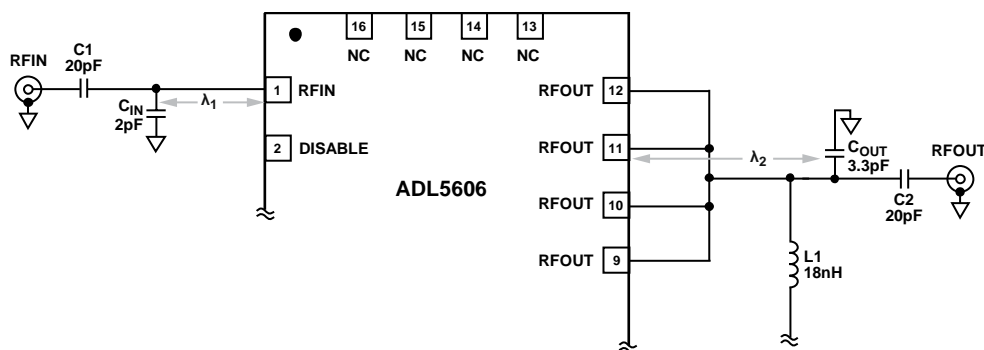 16 15 14 13
NC NC NC NC
RFIN
C1
20pF
1 RFIN
λ1
CIN
2pF
2 DISABLE
ADL5606
RFOUT 12
RFOUT 11
RFOUT 10
RFOUT 9
λ2
COUT
3.3pF
RFOUT
C2
20pF
L1
18nH